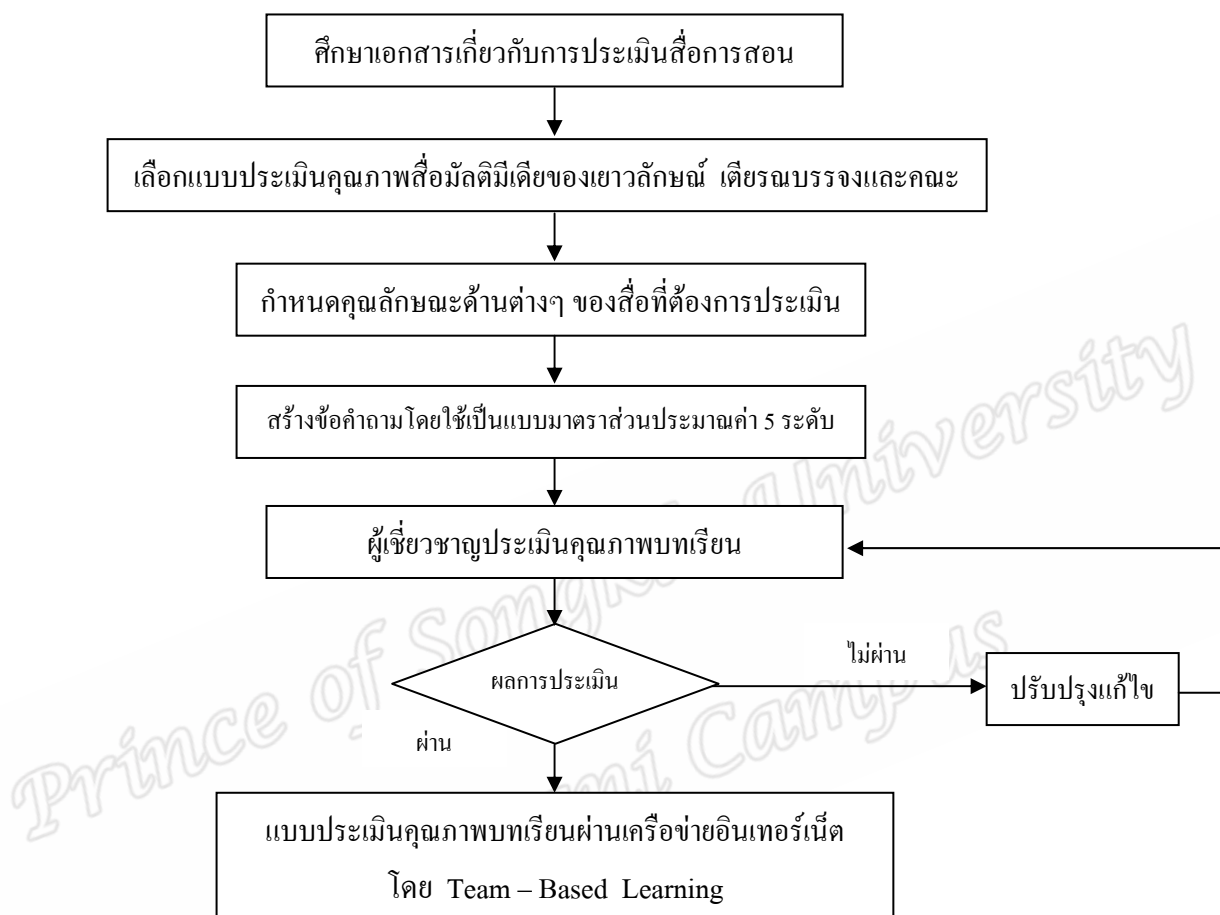 ศึกษาเอกสารเกี่ยวกับการประเมินสื่อการสอน
เลือกแบบประเมินคุณภาพสื่อมัลติมีเดียของเยาวลักษณ์ เตียรณบรรจงและคณะ
กำหนดคุณลักษณะด้านต่างๆ ของสื่อที่ต้องการประเมิน
สร้างข้อคำถามโดยใช้เป็นแบบมาตราส่วนประมาณค่า 5 ระดับ
ผู้เชี่ยวชาญประเมินคุณภาพบทเรียน
ผลการประเมิน
ไม่ผ่าน
ปรับปรุงแก้ไข
ผ่าน
แบบประเมินคุณภาพบทเรียนผ่านเครือข่ายอินเทอร์เน็ต
โดย Team – Based Learning
Prince of Songkla University
Campus